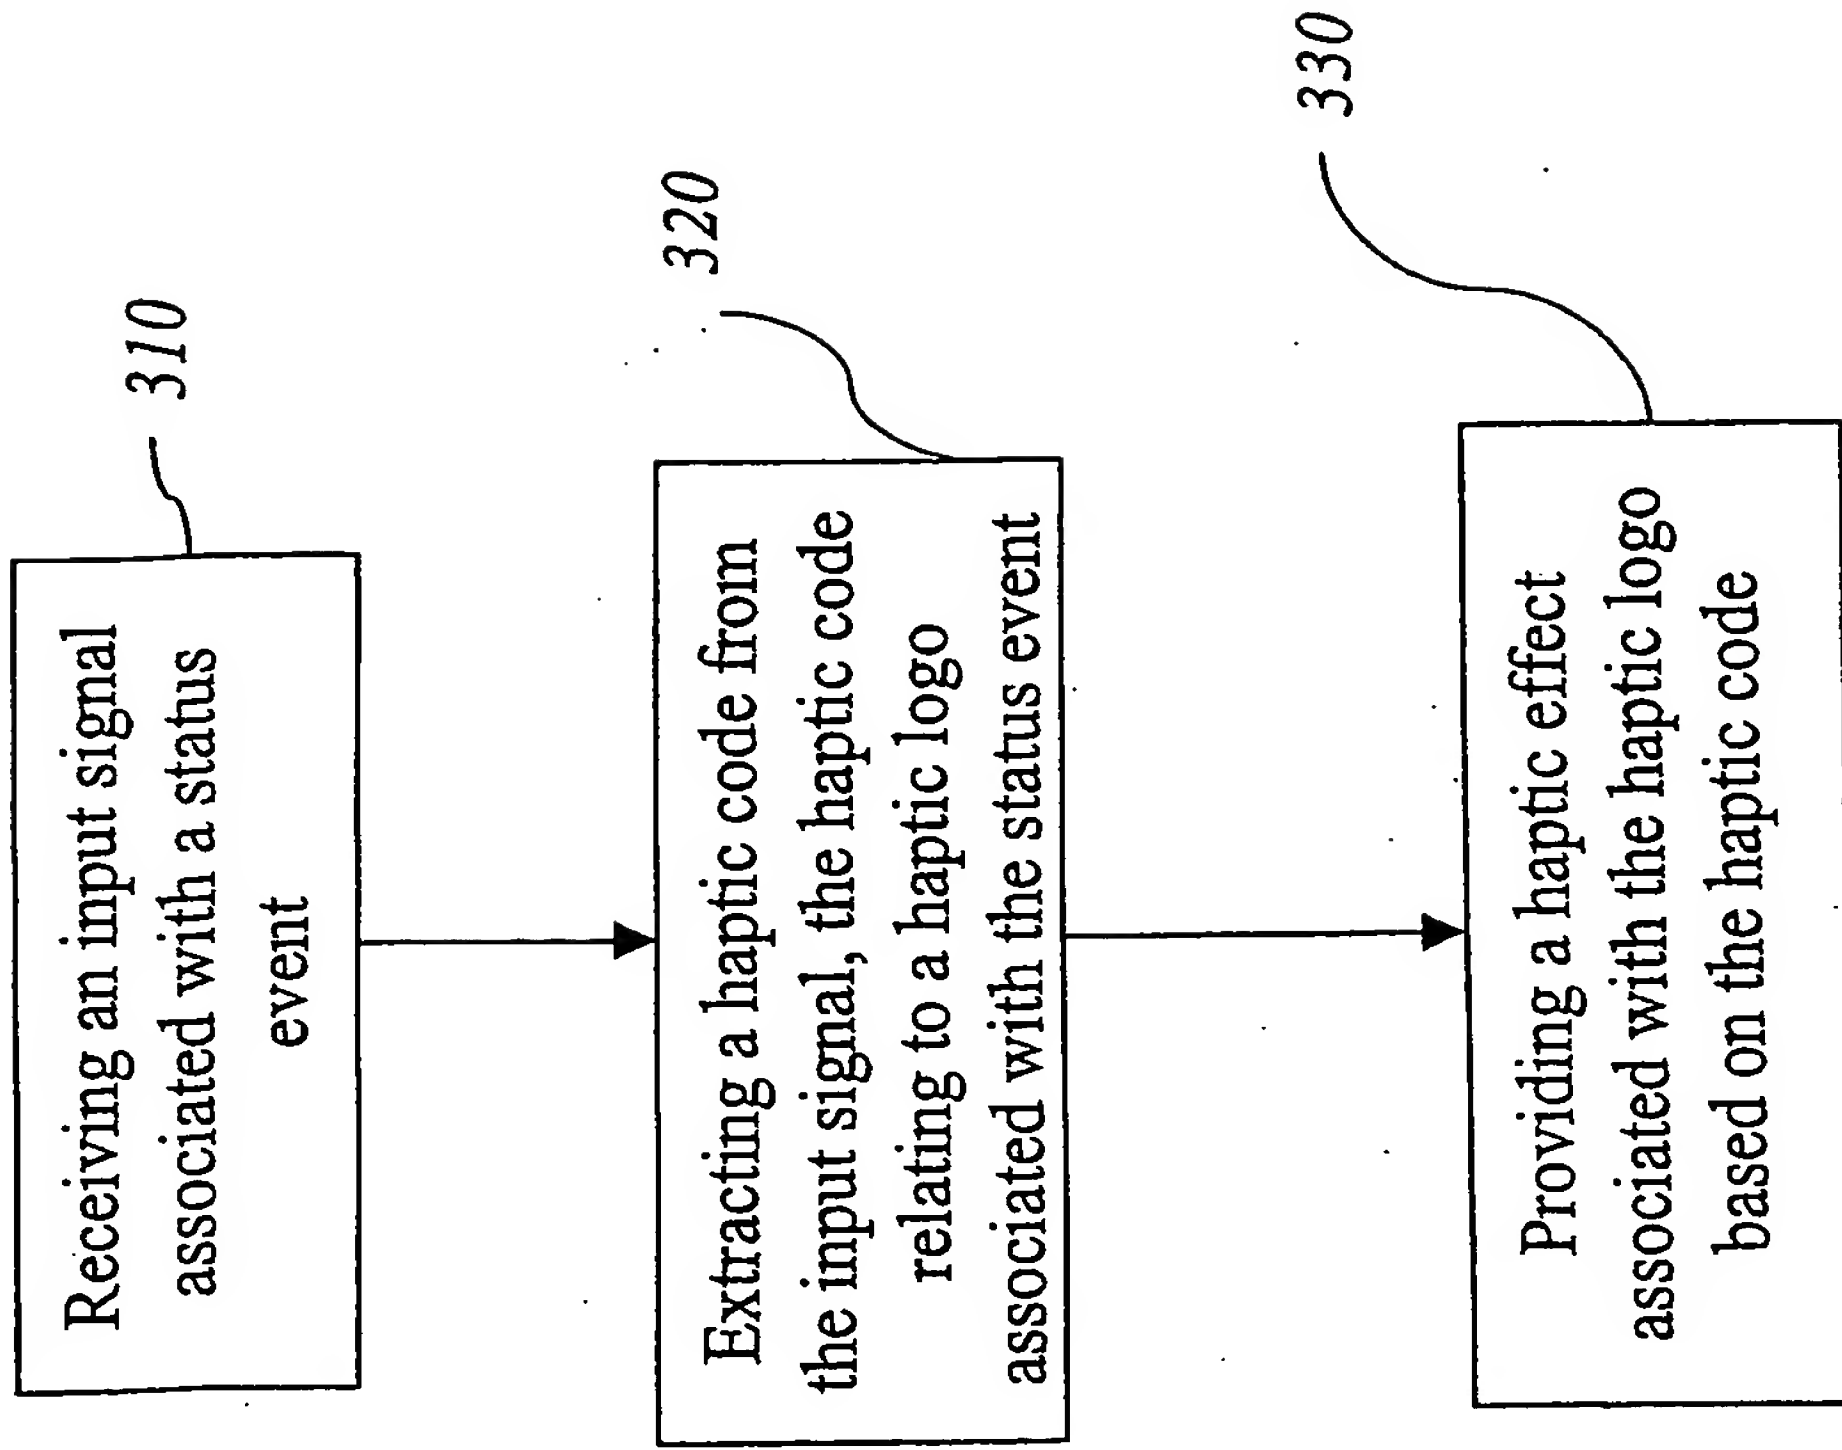 Receiving an input signal
associated with a status
event
310
Extracting a haptic code from
the input signal, the haptic code
relating to a haptic logo
associated with the status event
320
Providing a haptic effect
associated with the haptic logo
based on the haptic code
330